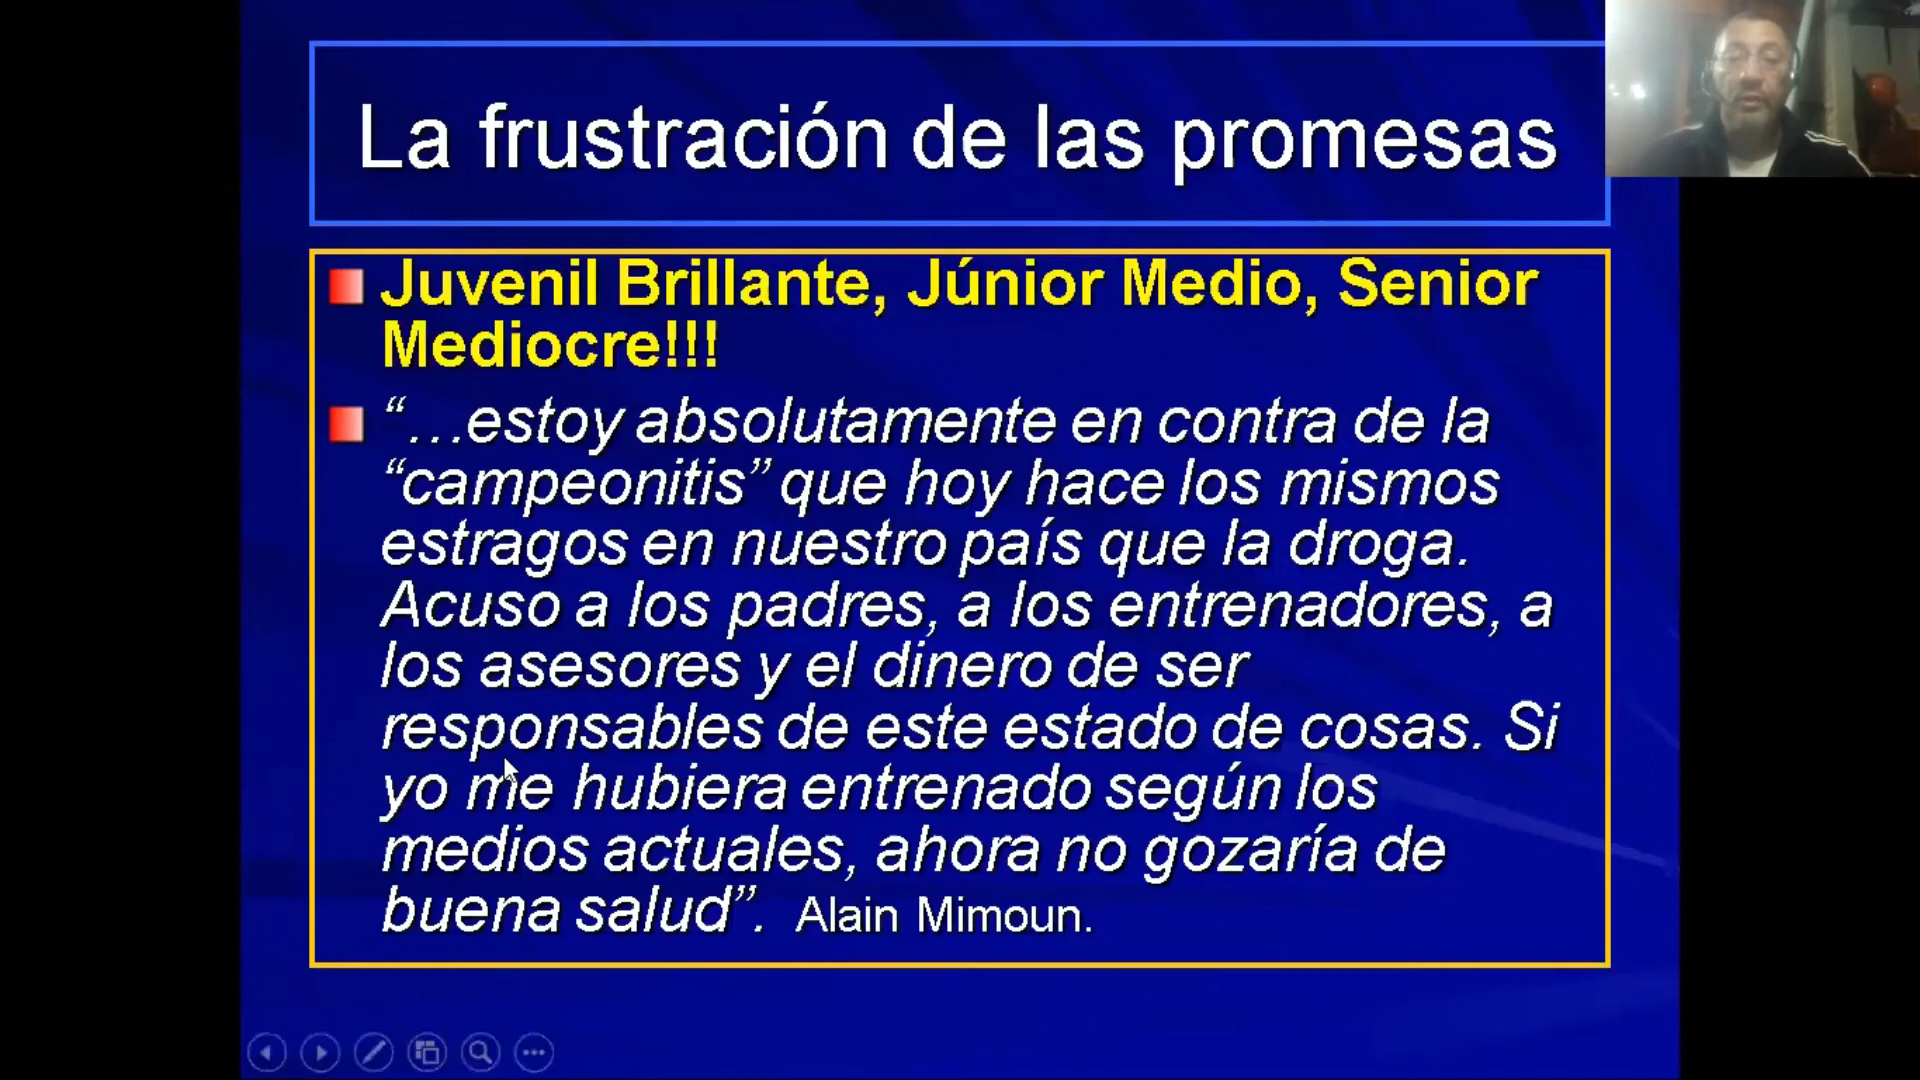 La frustración de las promesas
Juvenil Brillante, Júnior Medio, Senior
Mediocre!!!
“…estoy absolutamente en contra de la
“campeonitis” que hoy hace los mismos
estragos en nuestro país que la droga.
Acuso a los padres, a los entrenadores, a
los asesores y el dinero de ser
responsables de este estado de cosas. Si
yo me hubiera entrenado según los
medios actuales, ahora no gozaría de
buena salud”. Alain Mimoun.